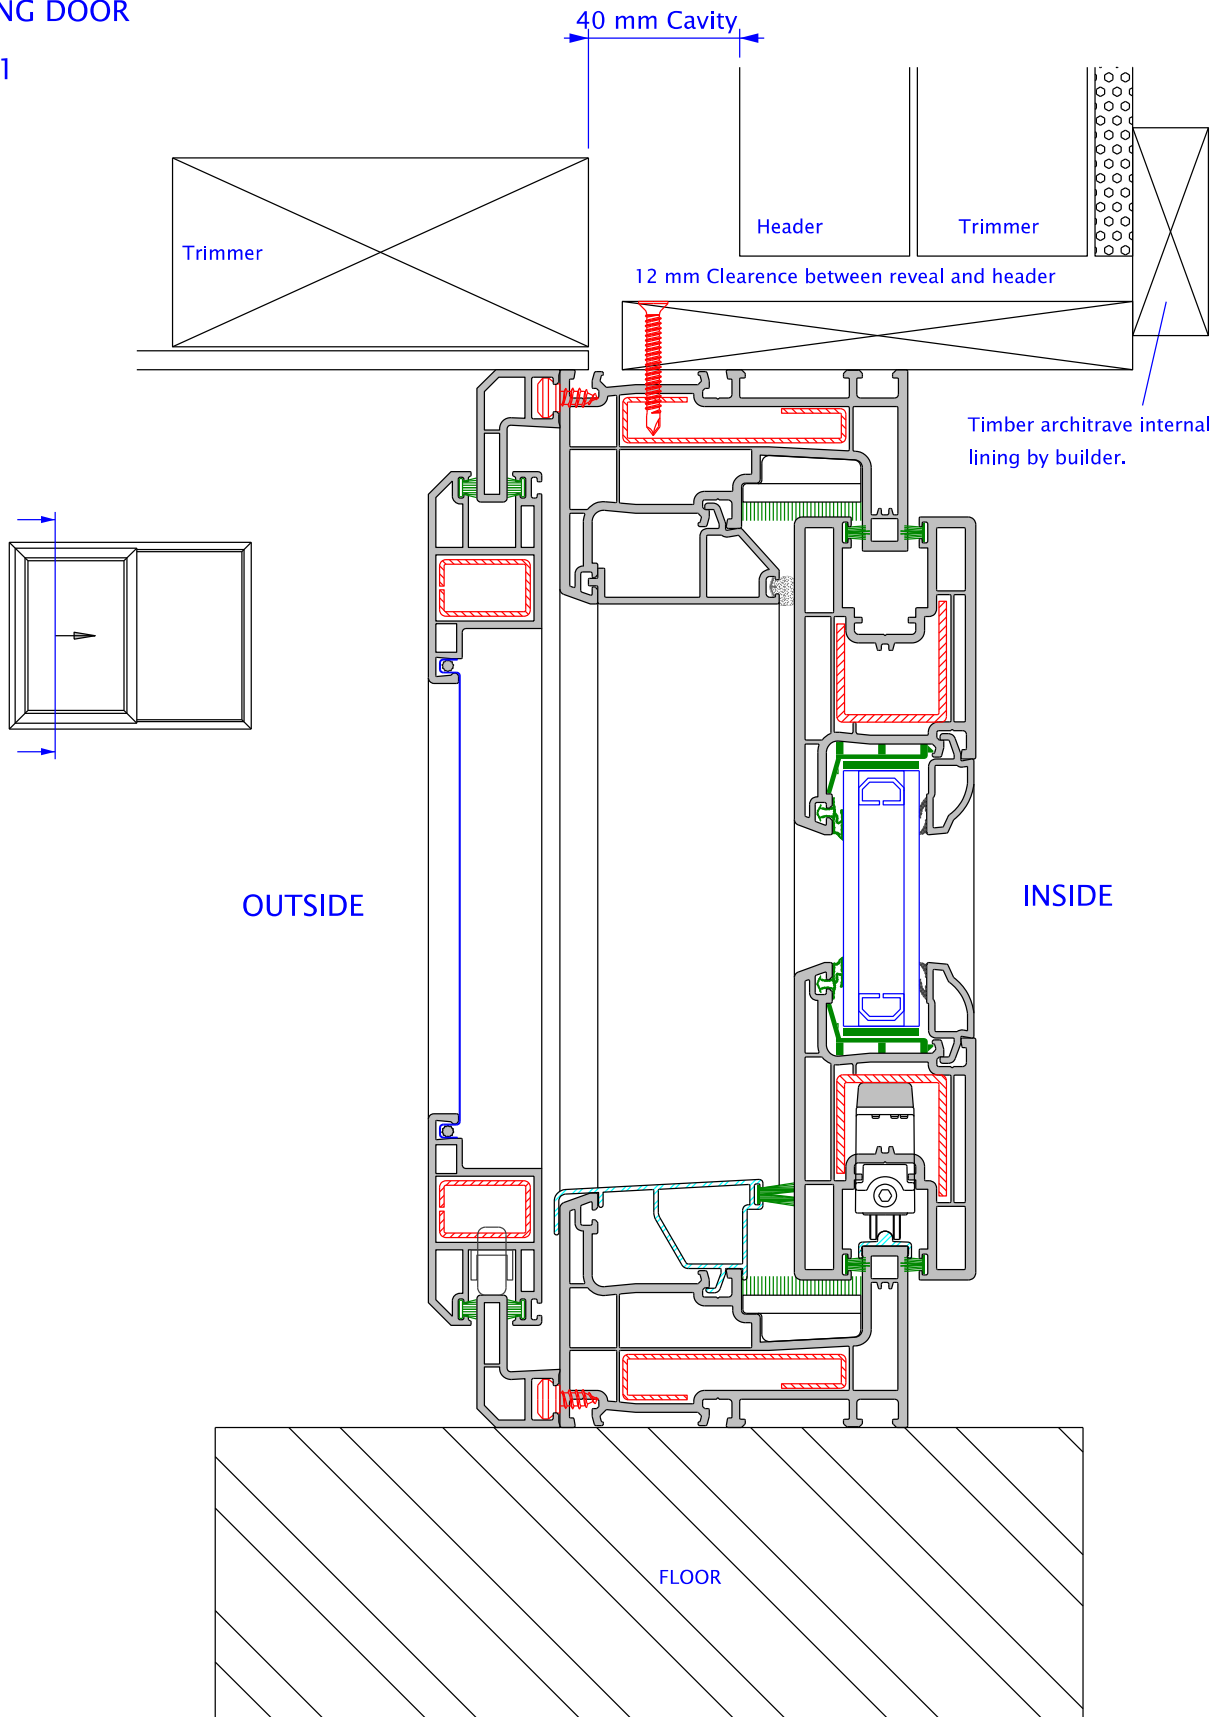 NG DOOR
1
40 mm Cavity
Trimmer
Header
Trimmer
12 mm Clearence between reveal and header
Timber architrave internal
lining by builder.
OUTSIDE
INSIDE
FLOOR